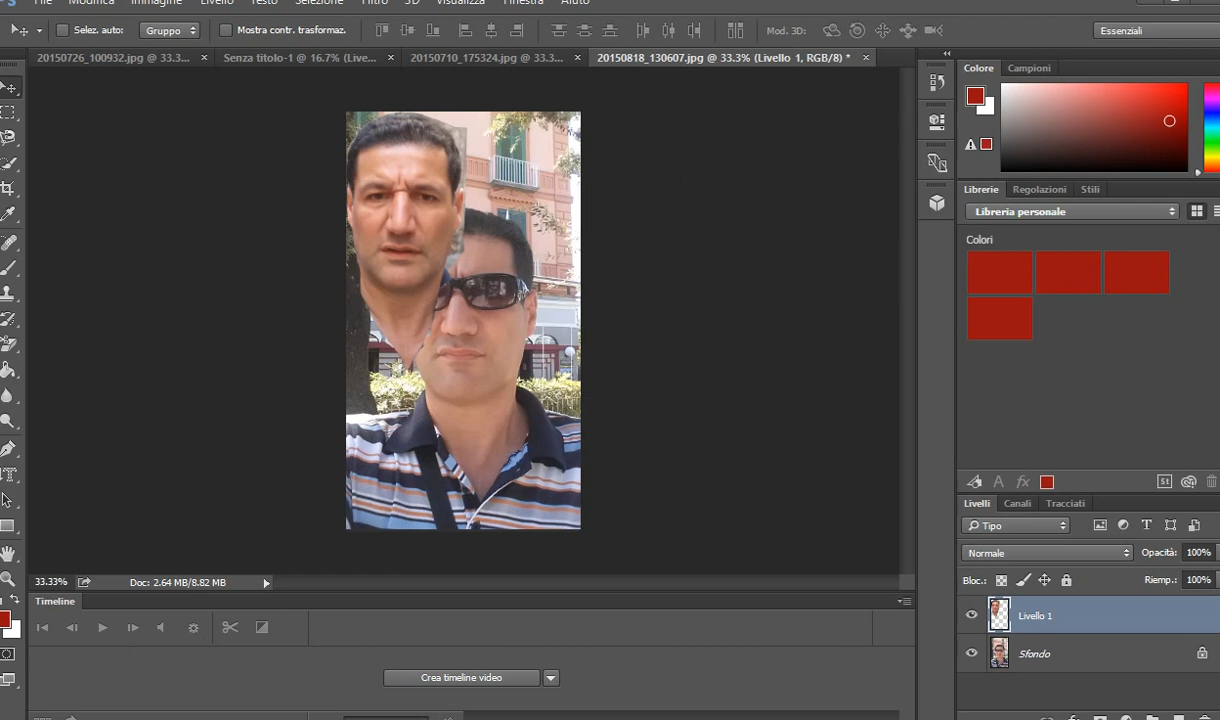 File Modifica Immagine Livello Testo Selezione Filtro 3D Visualizza Finestra Aiuto
Selez. auto: Gruppo Mostra contr. trasformaz. Mod. 3D: Essenziali
20150726_100932.jpg @ 33.3... Senza titolo-1 @ 16.7% (Live... 20150710_175324.jpg @ 33.3... 20150818_130607.jpg @ 33.3% (Livello 1, RGB/8) *
Colore Campioni
Librerie Regolazioni Stili
Libreria personale
Colori
St
Livelli Canali Tracciati
Tipo
Normale Opacità: 100%
Bloc.: Riemp.: 100%
Livello 1
Sfondo
33.33% Doc: 2.64 MB/8.82 MB
Timeline
Crea timeline video